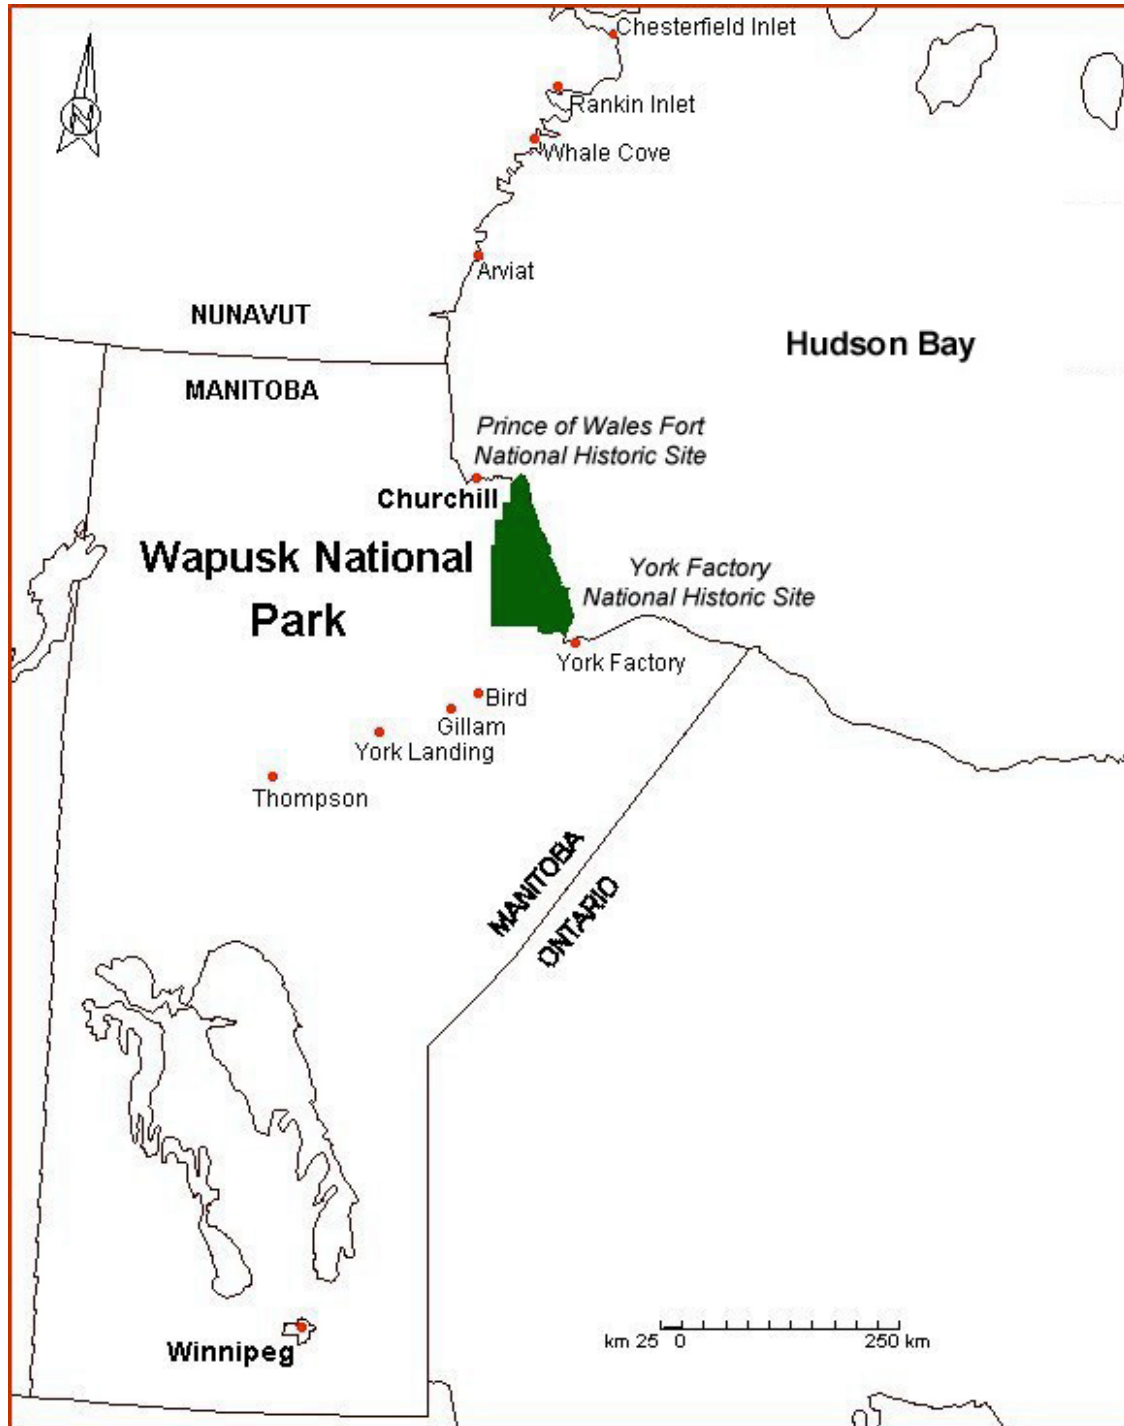 Chesterfield Inlet
N
Rankin Inlet
Whale Cove
Arviat
NUNAVUT
Hudson Bay
MANITOBA
Prince of Wales Fort
National Historic Site
Churchill
Wapusk National
Park
York Factory
National Historic Site
York Factory
Bird
Gillam
York Landing
Thompson
MANITOBA
ONTARIO
km 25 0 250 km
Winnipeg